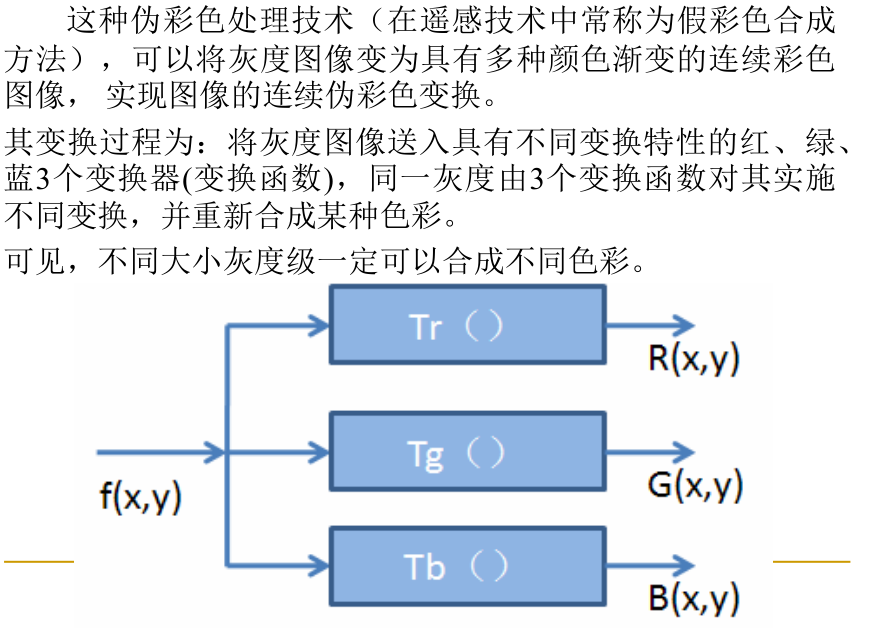 这种伪彩色处理技术（在遥感技术中常称为假彩色合成
方法），可以将灰度图像变为具有多种颜色渐变的连续彩色
图像， 实现图像的连续伪彩色变换。
其变换过程为：将灰度图像送入具有不同变换特性的红、绿、
蓝3个变换器(变换函数)，同一灰度由3个变换函数对其实施
不同变换，并重新合成某种色彩。
可见，不同大小灰度级一定可以合成不同色彩。
Tr（）
R(x,y)
Tg（）
f(x,y)
G(x,y)
Tb（）
B(x,y)